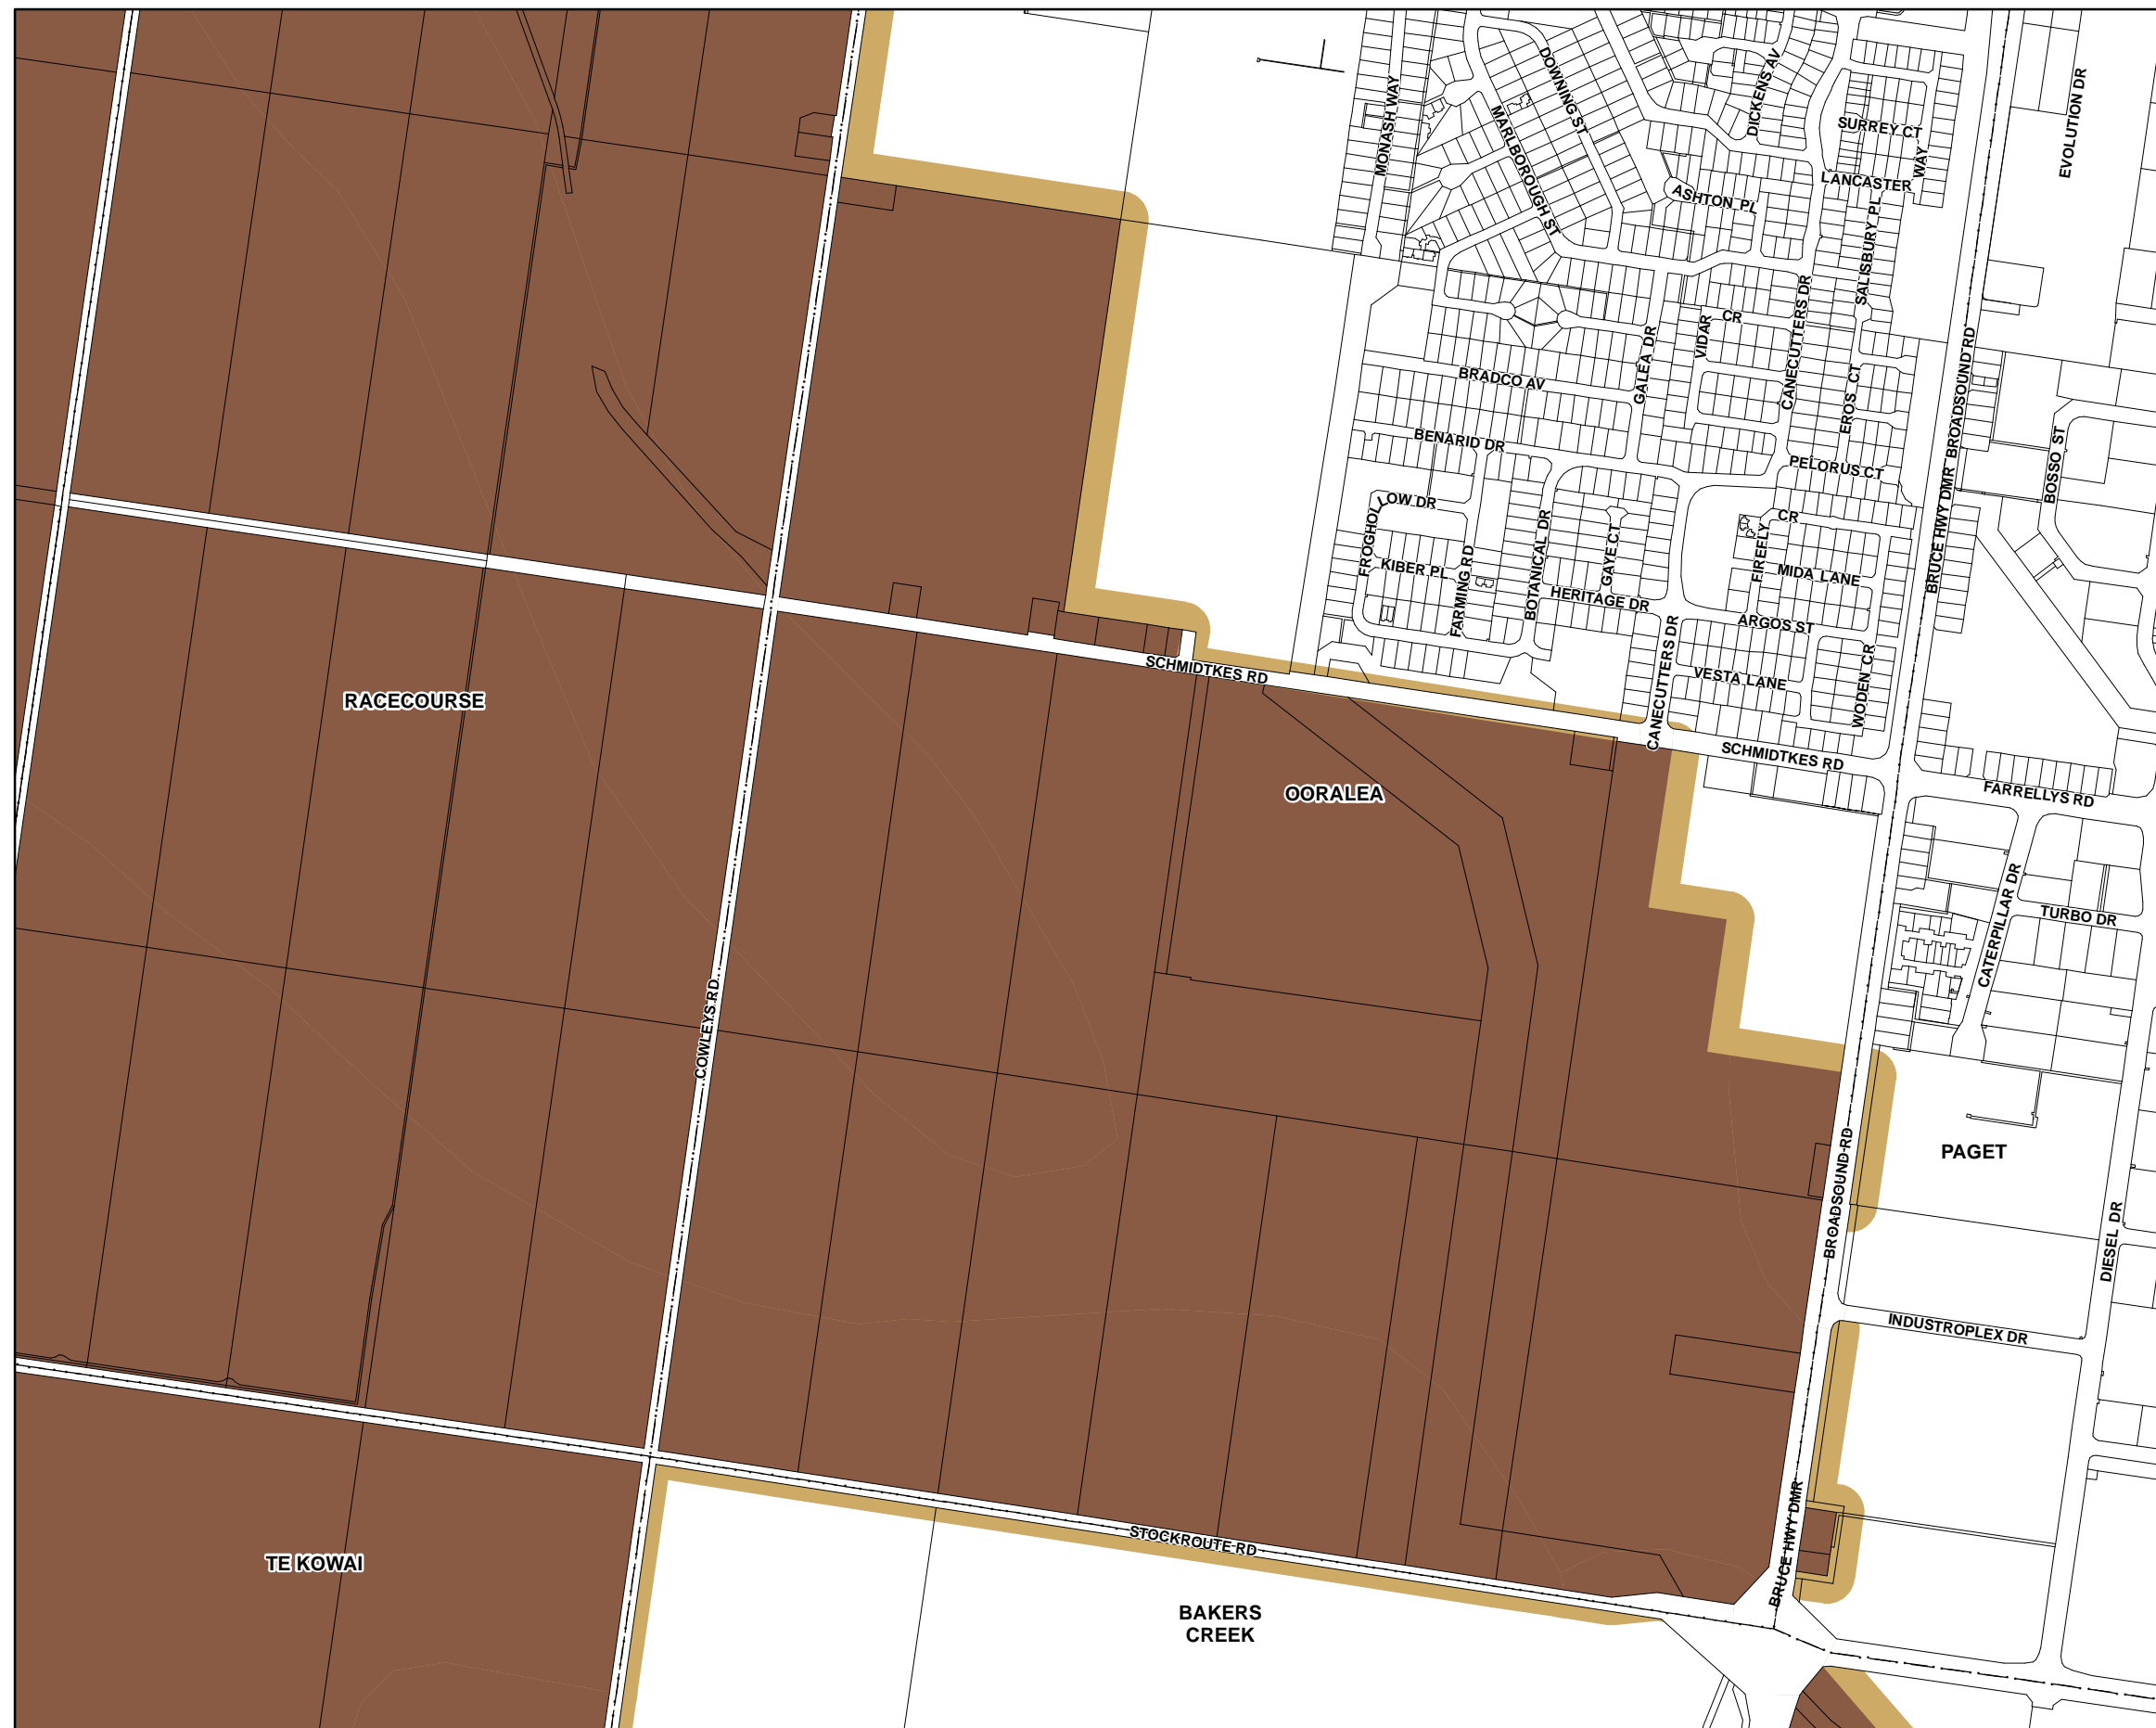 MONASH WAY
DOWNING ST
MARLBOROUGH ST
DICKENS AV
SURREY CT
LANCASTER
WAY
EVOLUTION DR
ASHTON PL
SALISBURY PL
CANECUTTERS DR
VIDAR
CR
GALEA DR
BRADCO AV
EROS CT
BROADSOUND RD
BRUCE HWY DMR
BENARID DR
PELORUS CT
BOSSO ST
FROGHOLLOW DR
KIBER PL
FARMING RD
BOTANICAL DR
GAYE CT
HERITAGE DR
FIREFLY
CR
MIDA LANE
ARGOS ST
VESTA LANE
WODEN CR
CANECUTTERS DR
SCHMIDTKES RD
SCHMIDTKES RD
RACECOURSE
OORALEA
FARRELLYS RD
CATERPILLAR DR
TURBO DR
COWLEYS RD
BROADSOUND RD
PAGET
DIESEL DR
INDUSTROPLEX DR
BRUCE HWY DMR
STOCKROUTE RD
TE KOWAI
BAKERS
CREEK